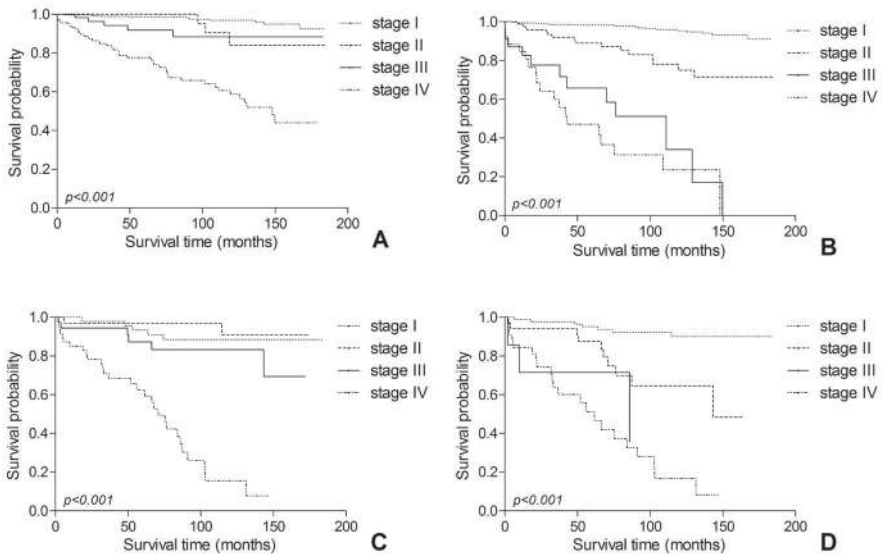 1.0
0.8
0.6
0.4
0.2
0.0
Survival probability
p<0.001
0
50
100
150
200
Survival time (months)
stage I
stage II
stage III
stage IV
A
1.0
0.8
0.6
0.4
0.2
0.0
Survival probability
p<0.001
0
50
100
150
200
Survival time (months)
stage I
stage II
stage III
stage IV
B
1.0
0.8
0.6
0.4
0.2
0.0
Survival probability
p<0.001
0
50
100
150
200
Survival time (months)
stage I
stage II
stage III
stage IV
C
1.0
0.8
0.6
0.4
0.2
0.0
Survival probability
p<0.001
0
50
100
150
200
Survival time (months)
stage I
stage II
stage III
stage IV
D